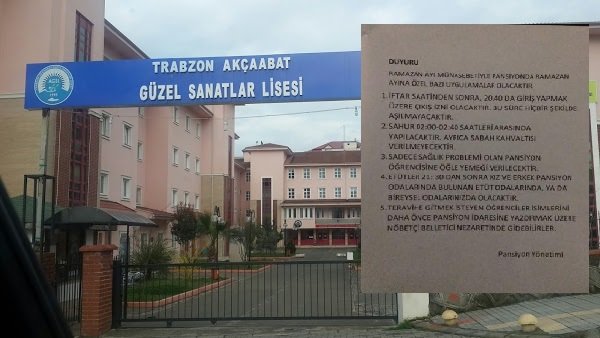 TRABZON AKÇAABAT
GÜZEL SANATLAR LİSESİ
DUYURU
RAMAZAN AYI MÜNASEBETİYLE PANSİYONDA RAMAZAN
AYINA ÖZEL BAZI UYGULAMALAR OLACAKTIR.
1. İFTAR SAATİNDEN SONRA, 20:40 DA GİRİŞ YAPMAK
ÜZERE ÇIKIŞ İZNİ OLACAKTIR. BU SÜRE HİÇBİR ŞEKİLDE
AŞILMAYACAKTIR.
2. SAHUR 02:00-02:40 SAATLERİ ARASINDA
YAPILACAKTIR. AYRICA SABAH KAHVALTISI
VERİLMEYECEKTİR
3. SADECE SAĞLIK PROBLEMİ OLAN PANSİYON
ÖĞRENCİSİNE ÖĞLE YEMEĞİ VERİLECEKTİR.
4. ETÜTLER 21:30 DAN SONRA KIZ VE ERKEK PANSİYON
ODALARINDA BULUNAN ETÜT ODALARINDA, YA DA
BİREYSEL ODALARINIZDA OLACAKTIR.
5. TERAVİHE GİTMEK İSTEYEN ÖĞRENCİLER İSİMLERİNİ
DAHA ÖNCE PANSİYON İDARESİNE YAZDIRMAK ÜZERE
NÖBETÇİ BELLETİCİ NEZARETİNDE GİDEBİLİRLER.
Pansiyon Yönetimi